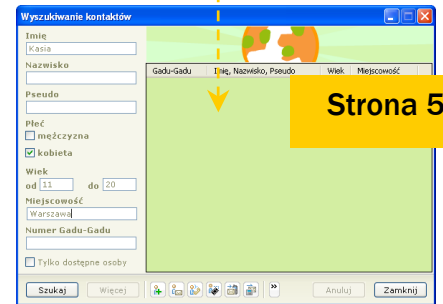 Wyszukiwanie kontaktów
Imię
Kasia
Nazwisko
Pseudo
Płeć
mężczyzna
kobieta
Wiek
od 11 do 20
Miejscowość
Warszawa
Numer Gadu-Gadu
Tylko dostępne osoby
Gadu-Gadu Imię, Nazwisko, Pseudo Wiek Miejscowość
Strona 5
Szukaj Więcej » Anuluj Zamknij